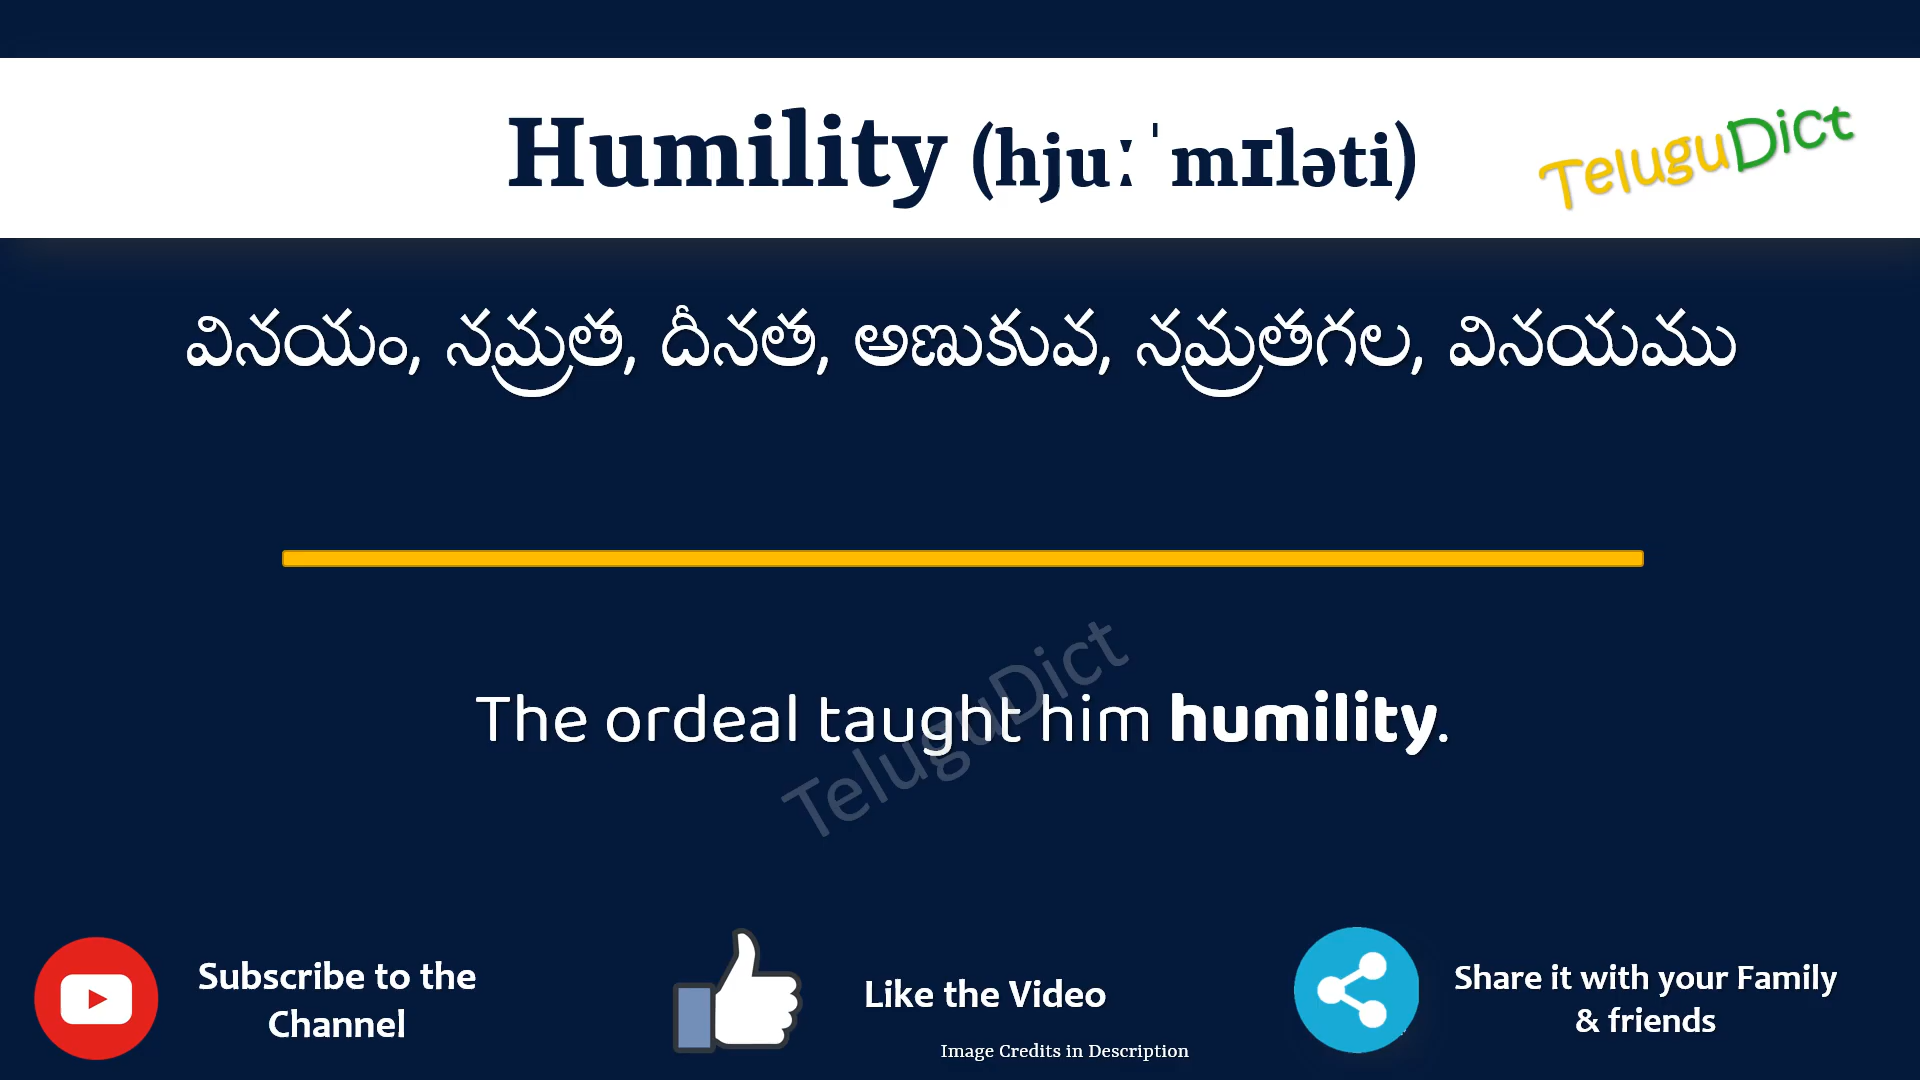 Humility (hjuːˈmɪləti)
TeluguDict
వినయం, నమ్రత, దీనత, అణుకువ, నమ్రతగల, వినయము
The ordeal taught him humility.
TeluguDict
Subscribe to the
Channel
Like the Video
Share it with your Family
& friends
Image Credits in Description